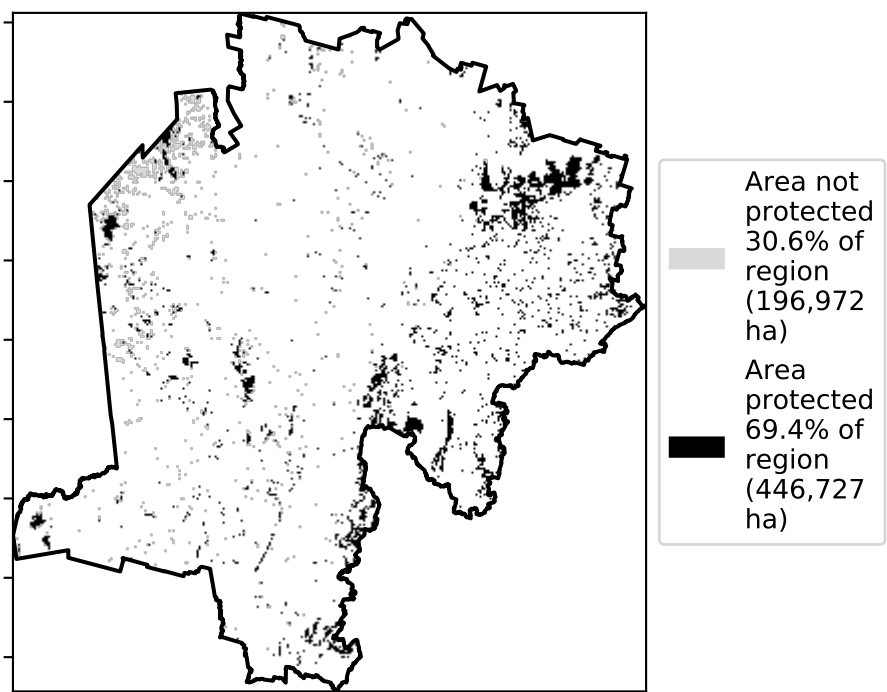 Area not
protected
30.6% of
region
(196,972
ha)
Area
protected
69.4% of
region
(446,727
ha)